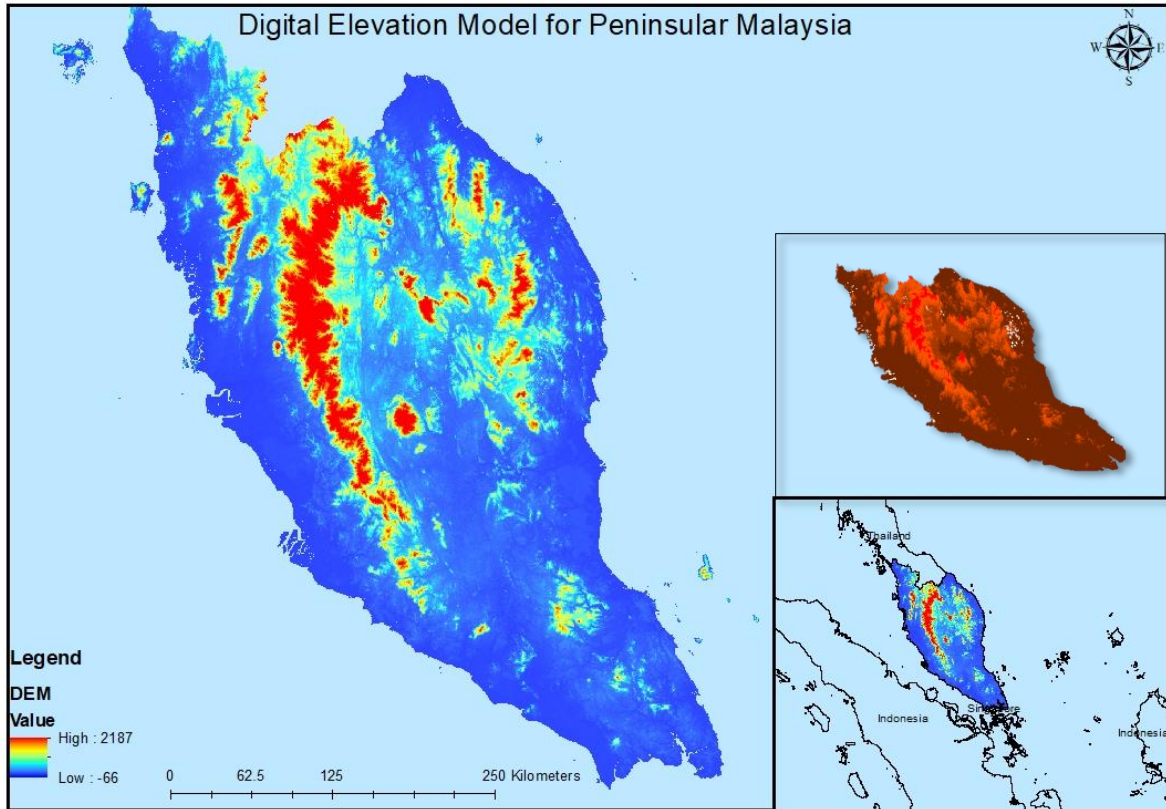 Digital Elevation Model for Peninsular Malaysia
N
W E
S
Legend
DEM
Value
High : 2187
Low : -66
0 62.5 125 250 Kilometers
Thailand
Indonesia
Indonesia